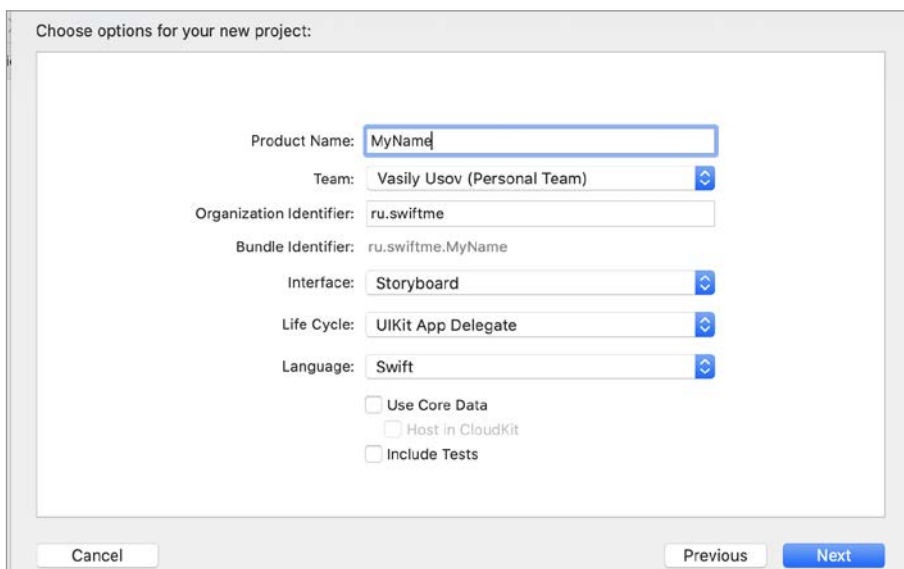 Choose options for your new project:
Product Name: MyName
Team: Vasily Usov (Personal Team)
Organization Identifier: ru.swiftme
Bundle Identifier: ru.swiftme.MyName
Interface: Storyboard
Life Cycle: UIKit App Delegate
Language: Swift
Use Core Data
Host in CloudKit
Include Tests
Cancel Previous Next